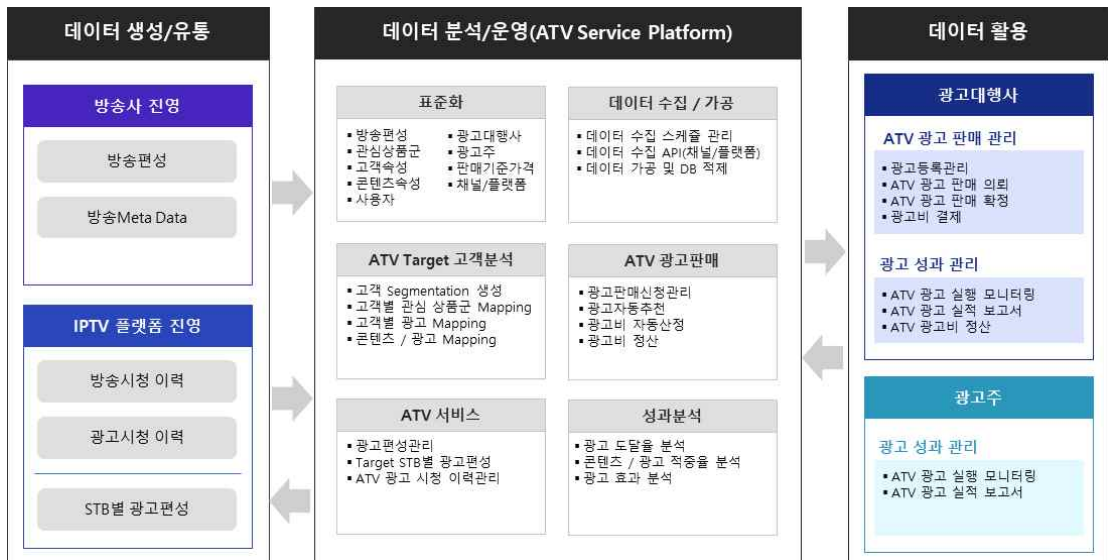 데이터 생성/유통
방송사 진영
방송편성
방송Meta Data
IPTV 플랫폼 진영
방송시청 이력
광고시청 이력
STB별 광고편성
데이터 분석/운영(ATV Service Platform)
표준화
▪ 방송편성
▪ 관심상품군
▪ 고객속성
▪ 콘텐츠속성
▪ 사용자
▪ 광고대행사
▪ 광고주
▪ 판매기준가격
▪ 채널/플랫폼
데이터 수집 / 가공
▪ 데이터 수집 스케쥴 관리
▪ 데이터 수집 API(채널/플랫폼)
▪ 데이터 가공 및 DB 적제
ATV Target 고객분석
▪ 고객 Segmentation 생성
▪ 고객별 관심 상품군 Mapping
▪ 고객별 광고 Mapping
▪ 콘텐츠 / 광고 Mapping
ATV 광고판매
▪ 광고판매신청관리
▪ 광고자동추천
▪ 광고비 자동산정
▪ 광고비 정산
ATV 서비스
▪ 광고편성관리
▪ Target STB별 광고편성
▪ ATV 광고 시청 이력관리
성과분석
▪ 광고 도달율 분석
▪ 콘텐츠 / 광고 적중율 분석
▪ 광고 효과 분석
데이터 활용
광고대행사
ATV 광고 판매 관리
▪ 광고등록관리
▪ ATV 광고 판매 의뢰
▪ ATV 광고 판매 확정
▪ 광고비 결제
광고 성과 관리
▪ ATV 광고 실행 모니터링
▪ ATV 광고 실적 보고서
▪ ATV 광고비 정산
광고주
광고 성과 관리
▪ ATV 광고 실행 모니터링
▪ ATV 광고 실적 보고서